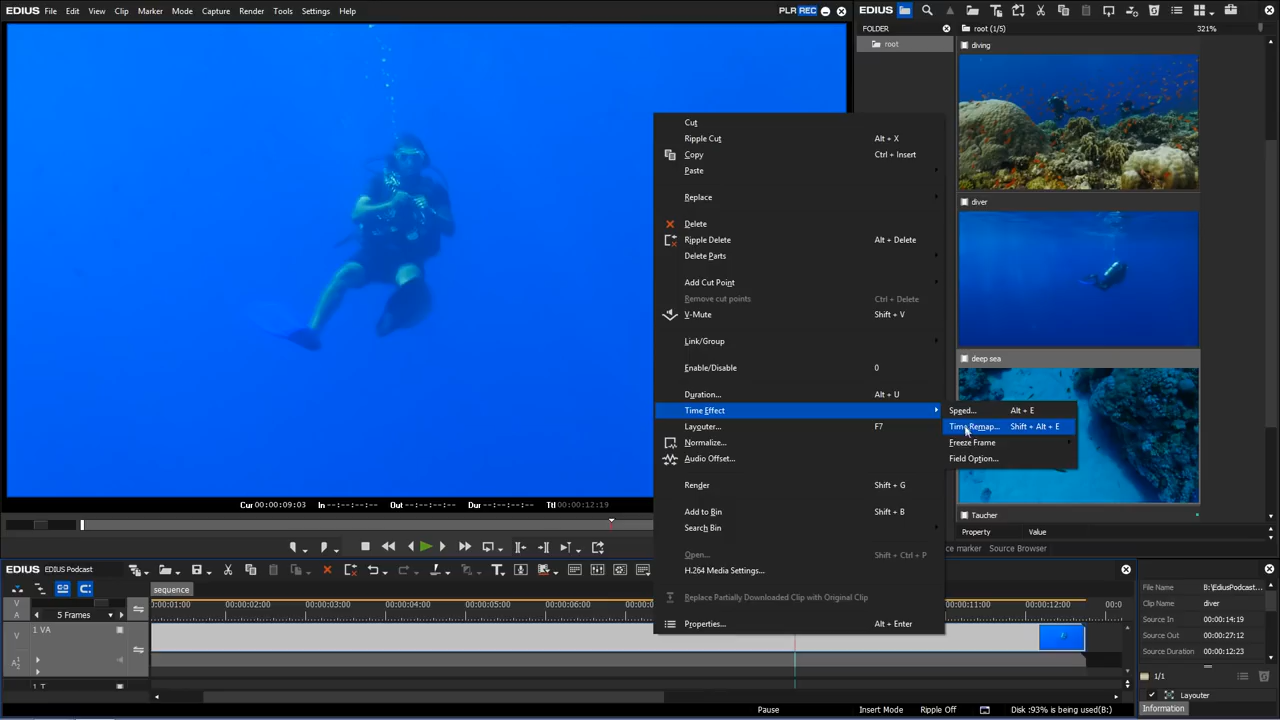 EDIUS File Edit View Clip Marker Mode Capture Render Tools Settings Help PLR REC
EDIUS
FOLDER
root
root (1/5) 321%
diving
diver
deep sea
Taucher
Property Value
Source Browser
Cut
Ripple Cut Alt + X
Copy Ctrl + Insert
Paste
Replace
Delete
Ripple Delete Alt + Delete
Delete Parts
Add Cut Point
Remove cut points Ctrl + Delete
V-Mute Shift + V
Link/Group
Enable/Disable 0
Duration... Alt + U
Time Effect
Layouter... F7
Normalize...
Audio Offset...
Render Shift + G
Add to Bin Shift + B
Search Bin
Open... Shift + Ctrl + P
H.264 Media Settings...
Replace Partially Downloaded Clip with Original Clip
Properties... Alt + Enter
Speed... Alt + E
Time Remap... Shift + Alt + E
Freeze Frame
Field Option...
Cur 00:00:09:03 In --:--:--:-- Out --:--:--:-- Dur --:--:--:-- Ttl 00:00:12:19
EDIUS Podcast
sequence
V
A
5 Frames
0:00:01:00 00:00:02:00 00:00:03:00 00:00:04:00 00:00:05:00 00:00:06:00 00:00:11:00 00:00:12:00
V
1 VA
A 1 2
1 T
File Name B:\EdiusPodcast...
Clip Name diver
Source In 00:00:14:19
Source Out 00:00:27:12
Source Duration 00:00:12:23
1/1
Layouter
Information
Pause Insert Mode Ripple Off Disk :93% is being used(B:)